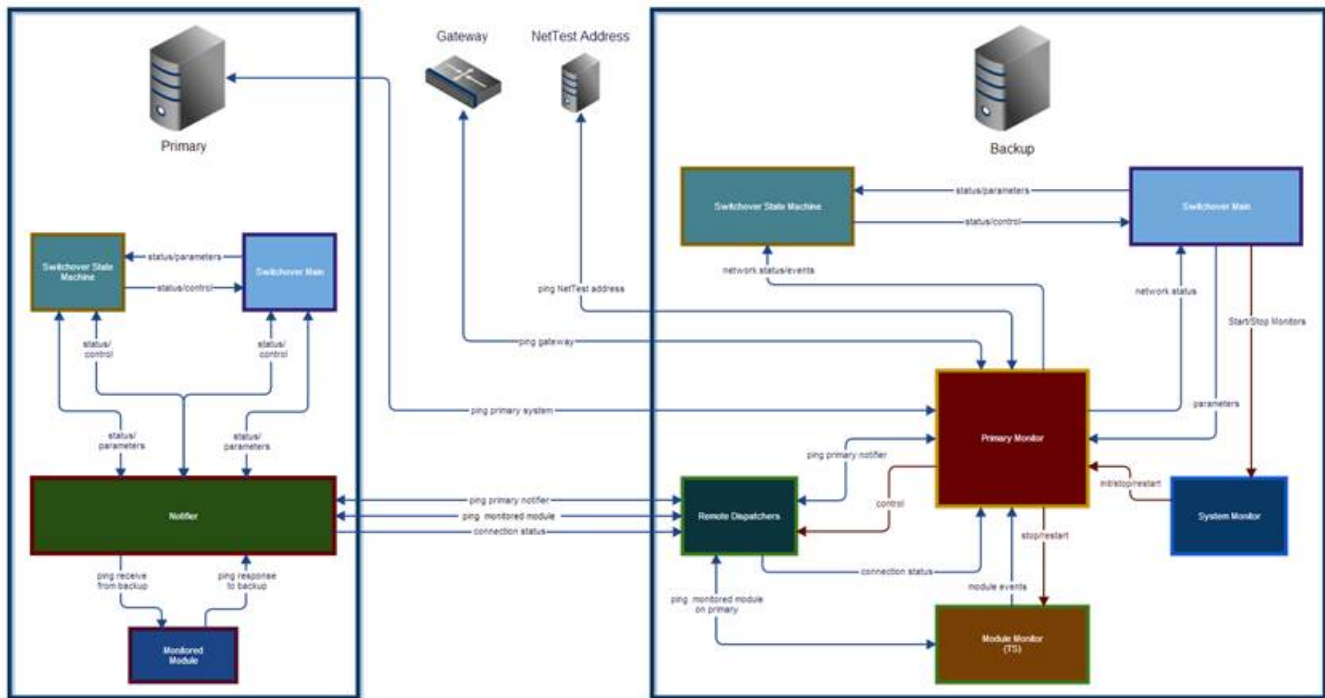 Gateway
NetTest Address
Primary
Backup
Switchover State
Machine
status/parameters
status/control
Switchover Main
status/
control
status/
control
status/
parameters
status/
parameters
Notifier
ping receive
from backup
ping response
to backup
Monitored
Module
ping NetTest address
ping gateway
ping primary system
ping primary notifier
ping monitored module
connection status
Switchover State Machine
status/parameters
status/control
Switchover Main
network status/events
network status
Start/Stop Monitors
parameters
Primary Monitor
ping primary notifier
control
init/stop/restart
System Monitor
Remote Dispatchers
stop/restart
connection status
module events
ping monitored module
on primary
Module Monitor
(TS)